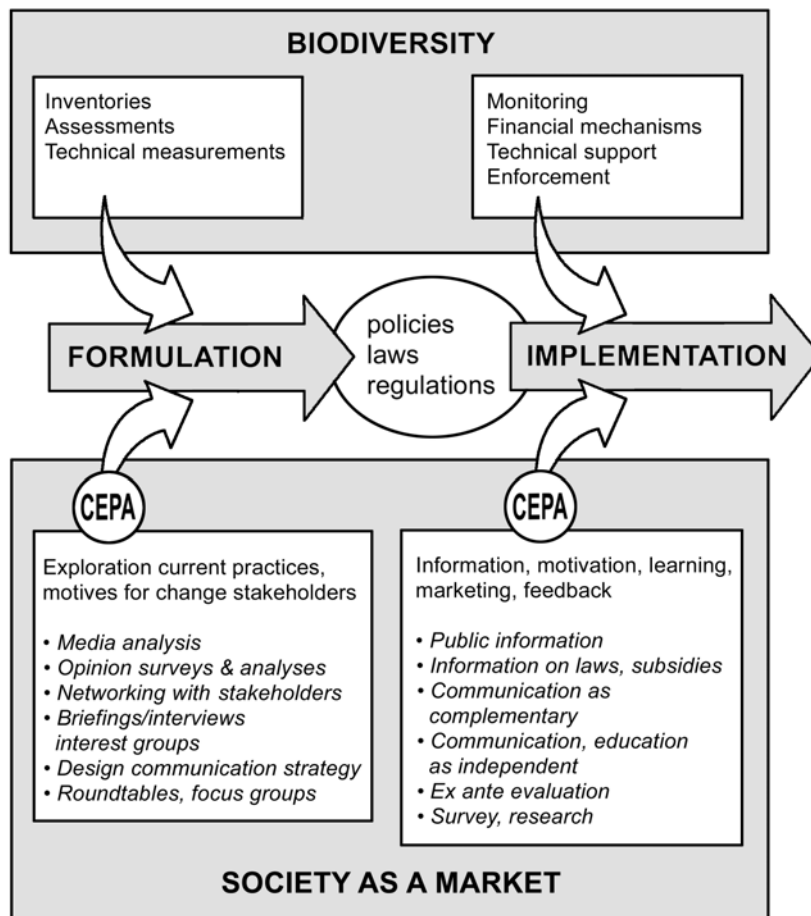 BIODIVERSITY
Inventories
Assessments
Technical measurements
Monitoring
Financial mechanisms
Technical support
Enforcement
FORMULATION
policies
laws
regulations
IMPLEMENTATION
CEPA
Exploration current practices,
motives for change stakeholders
• Media analysis
• Opinion surveys & analyses
• Networking with stakeholders
• Briefings/interviews
interest groups
• Design communication strategy
• Roundtables, focus groups
CEPA
Information, motivation, learning,
marketing, feedback
• Public information
• Information on laws, subsidies
• Communication as
complementary
• Communication, education
as independent
• Ex ante evaluation
• Survey, research
SOCIETY AS A MARKET